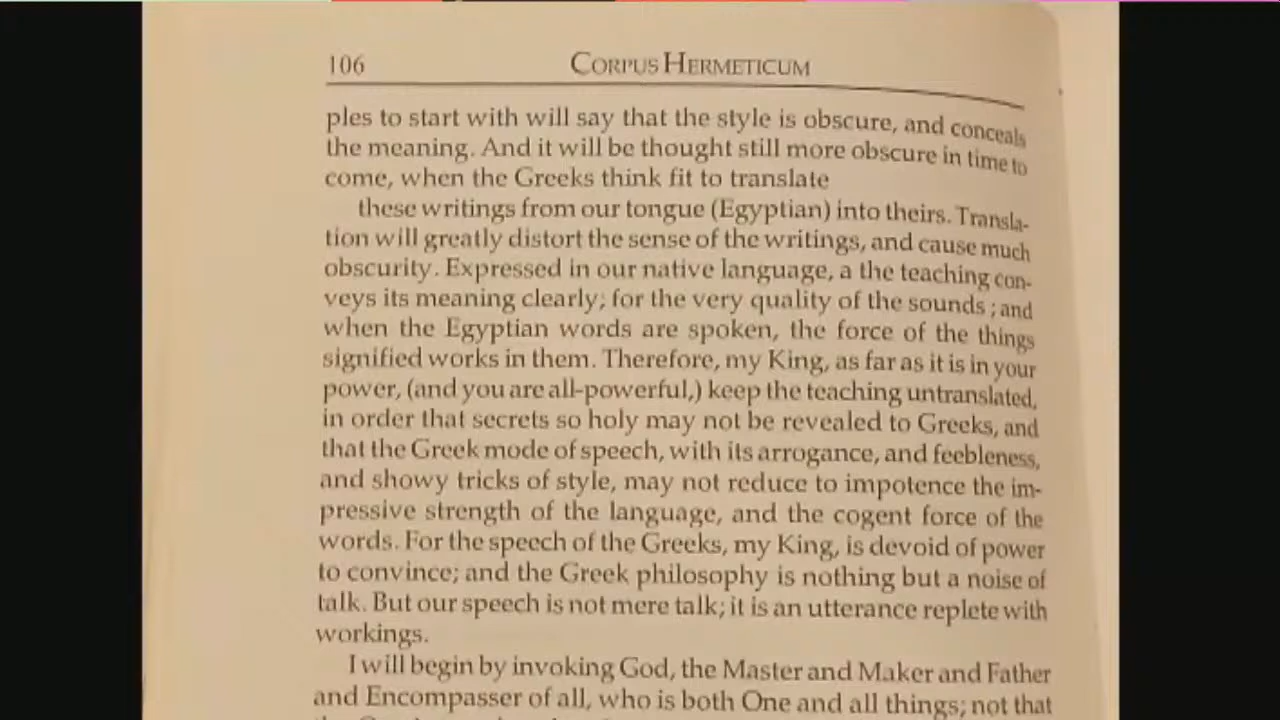 106 CORPUS HERMETICUM
ples to start with will say that the style is obscure, and conceals
the meaning. And it will be thought still more obscure in time to
come, when the Greeks think fit to translate
these writings from our tongue (Egyptian) into theirs. Transla-
tion will greatly distort the sense of the writings, and cause much
obscurity. Expressed in our native language, a the teaching con-
veys its meaning clearly; for the very quality of the sounds ; and
when the Egyptian words are spoken, the force of the things
signified works in them. Therefore, my King, as far as it is in your
power, (and you are all-powerful,) keep the teaching untranslated,
in order that secrets so holy may not be revealed to Greeks, and
that the Greek mode of speech, with its arrogance, and feebleness,
and showy tricks of style, may not reduce to impotence the im-
pressive strength of the language, and the cogent force of the
words. For the speech of the Greeks, my King, is devoid of power
to convince; and the Greek philosophy is nothing but a noise of
talk. But our speech is not mere talk; it is an utterance replete with
workings.
I will begin by invoking God, the Master and Maker and Father
and Encompasser of all, who is both One and all things; not that